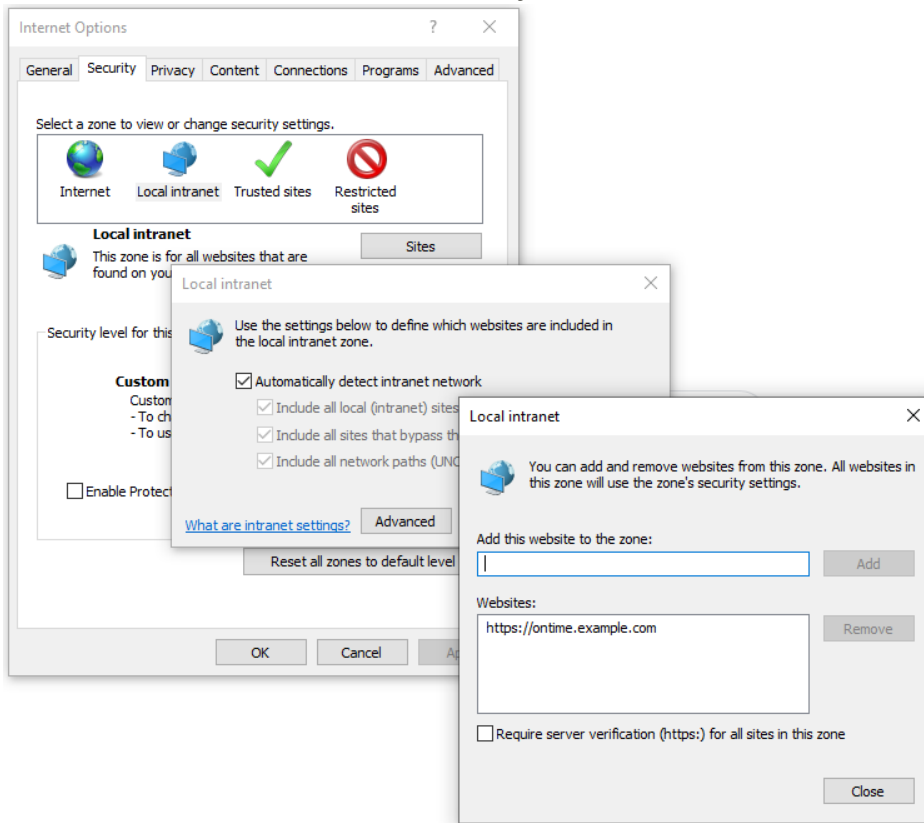 Internet Options
General Security Privacy Content Connections Programs Advanced
Select a zone to view or change security settings.
Internet Local intranet Trusted sites Restricted
sites
Local intranet
This zone is for all websites that are
found on you
Sites
Security level for this
Custom
Custom
- To ch
- To us
Enable Protect
Reset all zones to default level
OK Cancel
Local intranet
Use the settings below to define which websites are included in
the local intranet zone.
Automatically detect intranet network
Include all local (intranet) sites
Include all sites that bypass th
Include all network paths (UNC
What are intranet settings? Advanced
Local intranet
You can add and remove websites from this zone. All websites in
this zone will use the zone's security settings.
Add this website to the zone:
Add
Websites:
https://ontime.example.com
Remove
Require server verification (https:) for all sites in this zone
Close